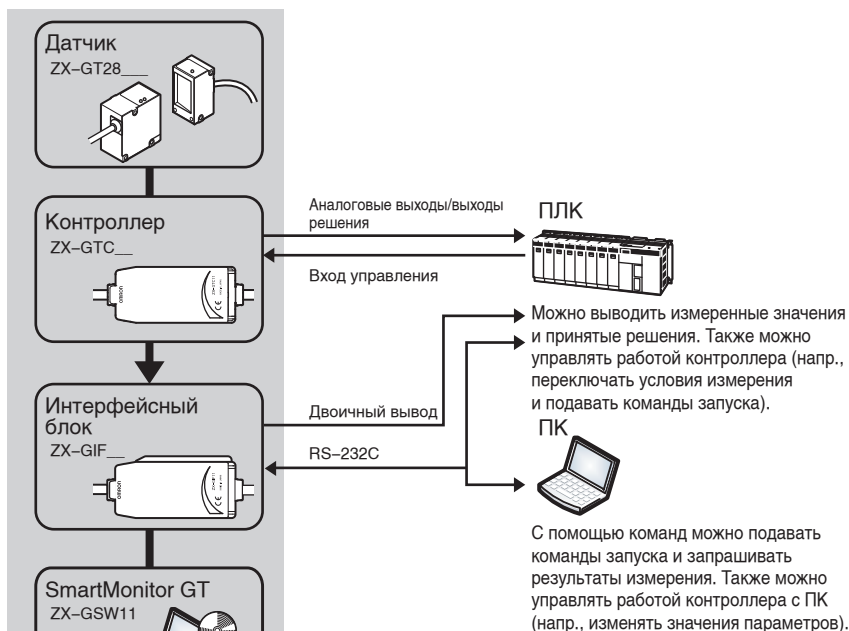 Датчик
ZX–GT28___
Контроллер
ZX–GTC__
Аналоговые выходы/выходы
решения
Вход управления
ПЛК
Можно выводить измеренные значения
и принятые решения. Также можно
управлять работой контроллера (напр.,
переключать условия измерения
и подавать команды запуска).
Интерфейсный
блок
ZX–GIF__
Двоичный вывод
RS–232C
ПК
С помощью команд можно подавать
команды запуска и запрашивать
результаты измерения. Также можно
управлять работой контроллера с ПК
(напр., изменять значения параметров).
SmartMonitor GT
ZX–GSW11